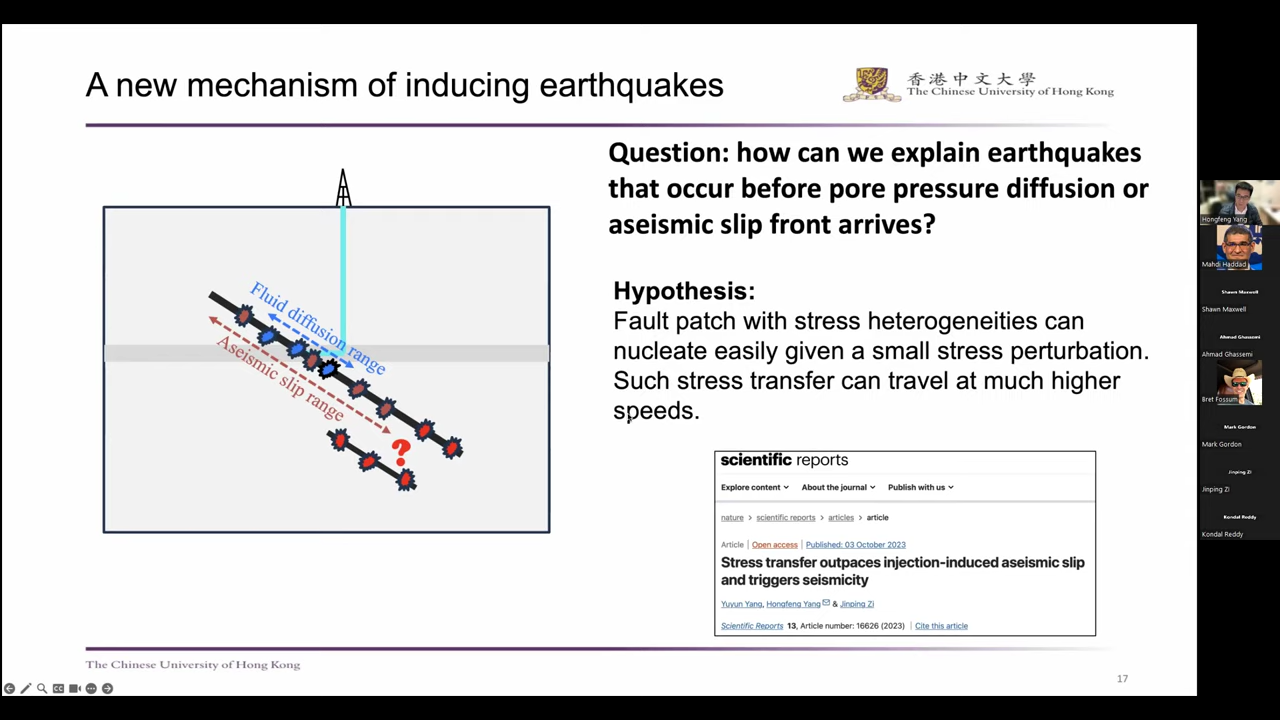 A new mechanism of inducing earthquakes
香港中文大學
The Chinese University of Hong Kong
Fluid diffusion range
Aseismic slip range
?
Question: how can we explain earthquakes
that occur before pore pressure diffusion or
aseismic slip front arrives?
Hypothesis:
Fault patch with stress heterogeneities can
nucleate easily given a small stress perturbation.
Such stress transfer can travel at much higher
speeds.
scientific reports
Explore content About the journal Publish with us
nature > scientific reports > articles > article
Article | Open access | Published: 03 October 2023
Stress transfer outpaces injection-induced aseismic slip
and triggers seismicity
Yuyun Yang, Hongfeng Yang & Jinping Zi
Scientific Reports 13, Article number: 16626 (2023) | Cite this article
The Chinese University of Hong Kong
17
Hongfeng Yang
Mahdi Haddad
Shawn Maxwell
Shawn Maxwell
Ahmad Ghassemi
Ahmad Ghassemi
Bret Fossum
Mark Gordon
Mark Gordon
Jinping Zi
Jinping Zi
Kondal Reddy
Kondal Reddy